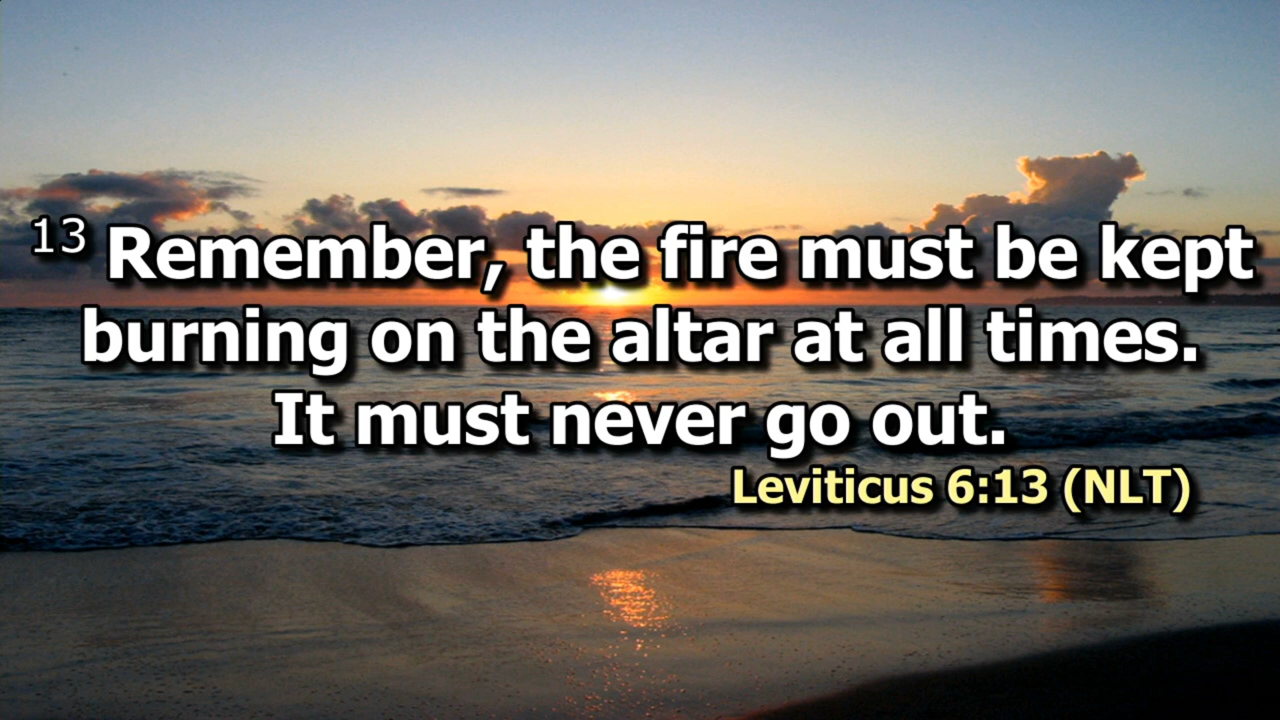 13 Remember, the fire must be kept
burning on the altar at all times.
It must never go out.
Leviticus 6:13 (NLT)